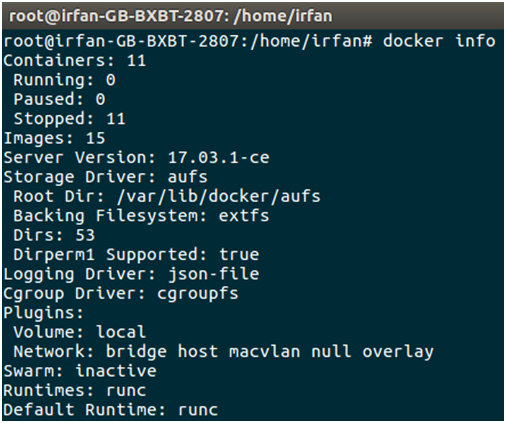 root@irfan-GB-BXBT-2807: /home/irfan
root@irfan-GB-BXBT-2807:/home/irfan# docker info
Containers: 11
 Running: 0
 Paused: 0
 Stopped: 11
Images: 15
Server Version: 17.03.1-ce
Storage Driver: aufs
 Root Dir: /var/lib/docker/aufs
 Backing Filesystem: extfs
 Dirs: 53
 Dirperm1 Supported: true
Logging Driver: json-file
Cgroup Driver: cgroupfs
Plugins:
 Volume: local
 Network: bridge host macvlan null overlay
Swarm: inactive
Runtimes: runc
Default Runtime: runc